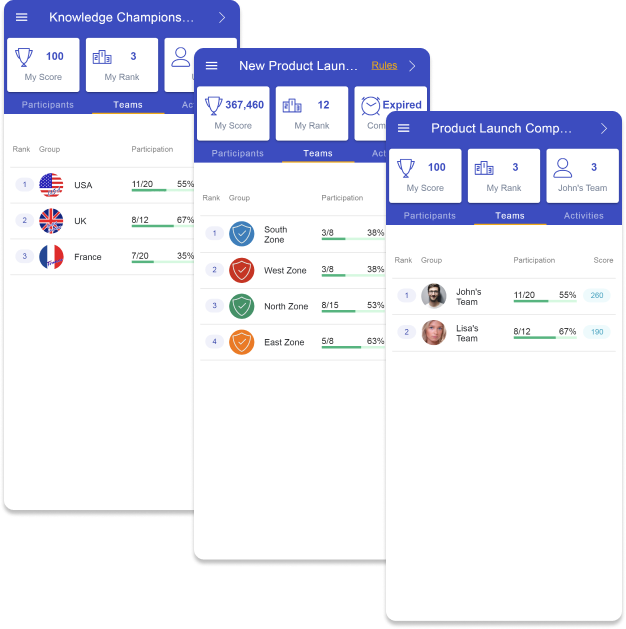 Knowledge Champions...
100
My Score
3
My Rank
Participants
Teams
Rank Group Participation
1 USA 11/20 55%
2 UK 8/12 67%
3 France 7/20 35%
New Product Laun... Rules
367,460
My Score
12
My Rank
Expired
Participants
Teams
Rank Group Participation
1 South Zone 3/8 38%
2 West Zone 3/8 38%
3 North Zone 8/15 53%
4 East Zone 5/8 63%
Product Launch Comp...
100
My Score
3
My Rank
3
John's Team
Participants
Teams
Activities
Rank Group Participation Score
1 John's Team 11/20 55% 260
2 Lisa's Team 8/12 67% 190